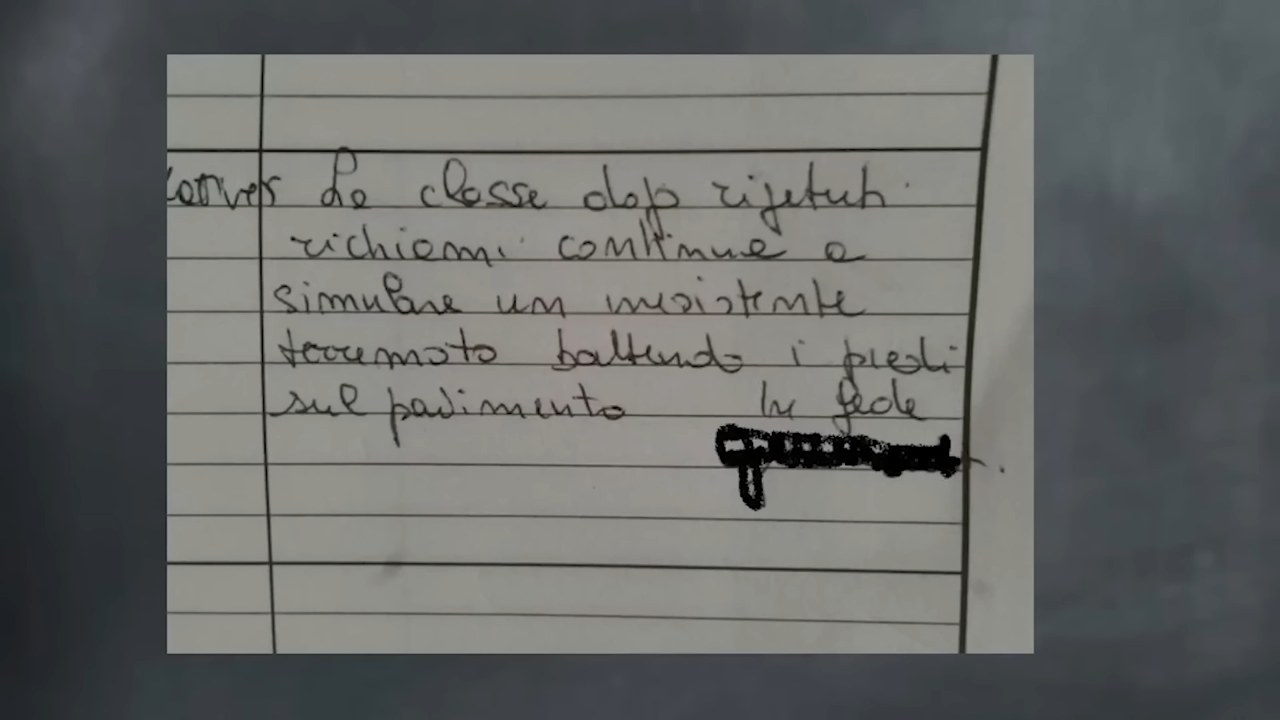 La classe dopo ripetuti
richiami continua a
simulare un inesistente
terremoto battendo i piedi
sul pavimento In fede